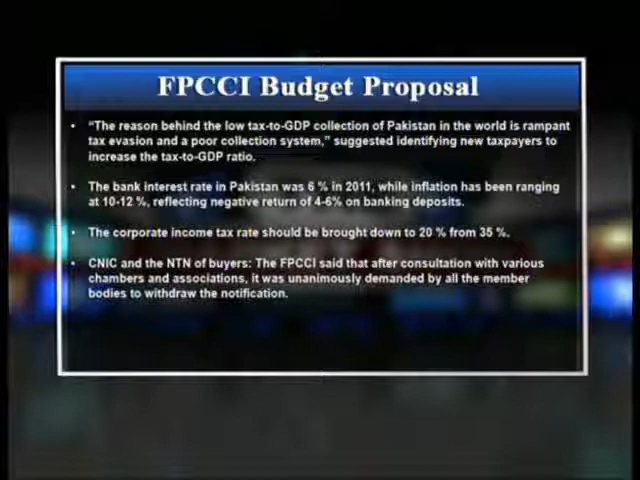 FPCCI Budget Proposal
• “The reason behind the low tax-to-GDP collection of Pakistan in the world is rampant
tax evasion and a poor collection system,” suggested identifying new taxpayers to
increase the tax-to-GDP ratio.
• The bank interest rate in Pakistan was 6 % in 2011, while inflation has been ranging
at 10-12 %, reflecting negative return of 4-6% on banking deposits.
• The corporate income tax rate should be brought down to 20 % from 35 %.
• CNIC and the NTN of buyers: The FPCCI said that after consultation with various
chambers and associations, it was unanimously demanded by all the member
bodies to withdraw the notification.